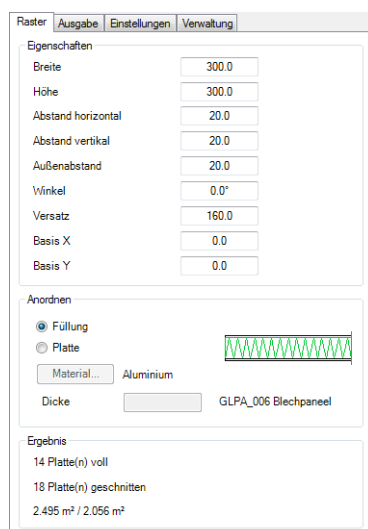 Raster Ausgabe Einstellungen Verwaltung
Eigenschaften
Breite 300.0
Höhe 300.0
Abstand horizontal 20.0
Abstand vertikal 20.0
Außenabstand 20.0
Winkel 0.0°
Versatz 160.0
Basis X 0.0
Basis Y 0.0
Anordnen
Füllung
Platte
Material... Aluminium
Dicke GLPA_006 Blechpaneel
Ergebnis
14 Platte(n) voll
18 Platte(n) geschnitten
2.495 m² / 2.056 m²